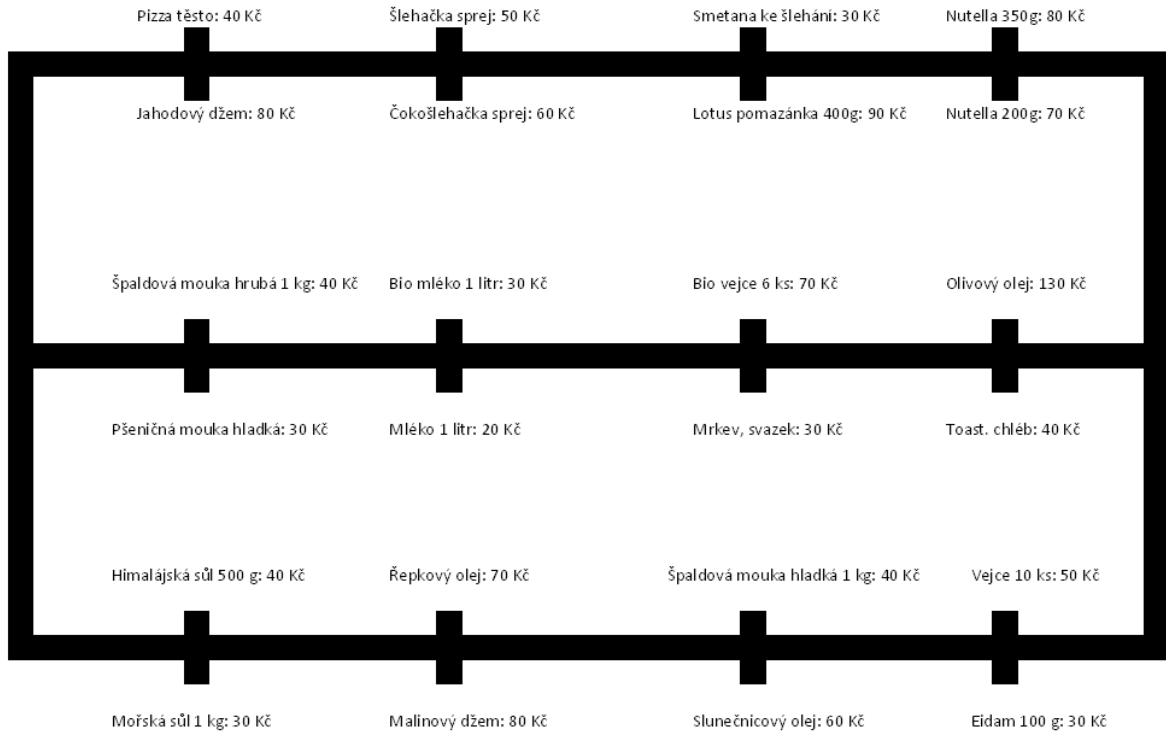 Pizza těsto: 40 Kč
Šlehačka sprej: 50 Kč
Smetana ke šlehání: 30 Kč
Nutella 350g: 80 Kč
Jahodový džem: 80 Kč
Čokošlehačka sprej: 60 Kč
Lotus pomazánka 400g: 90 Kč
Nutella 200g: 70 Kč
Špaldová mouka hrubá 1 kg: 40 Kč
Bio mléko 1 litr: 30 Kč
Bio vejce 6 ks: 70 Kč
Olivový olej: 130 Kč
Pšeničná mouka hladká: 30 Kč
Mléko 1 litr: 20 Kč
Mrkev, svazek: 30 Kč
Toast. chléb: 40 Kč
Himalájská sůl 500 g: 40 Kč
Řepkový olej: 70 Kč
Špaldová mouka hladká 1 kg: 40 Kč
Vejce 10 ks: 50 Kč
Mořská sůl 1 kg: 30 Kč
Malinový džem: 80 Kč
Slunečnicový olej: 60 Kč
Eidam 100 g: 30 Kč